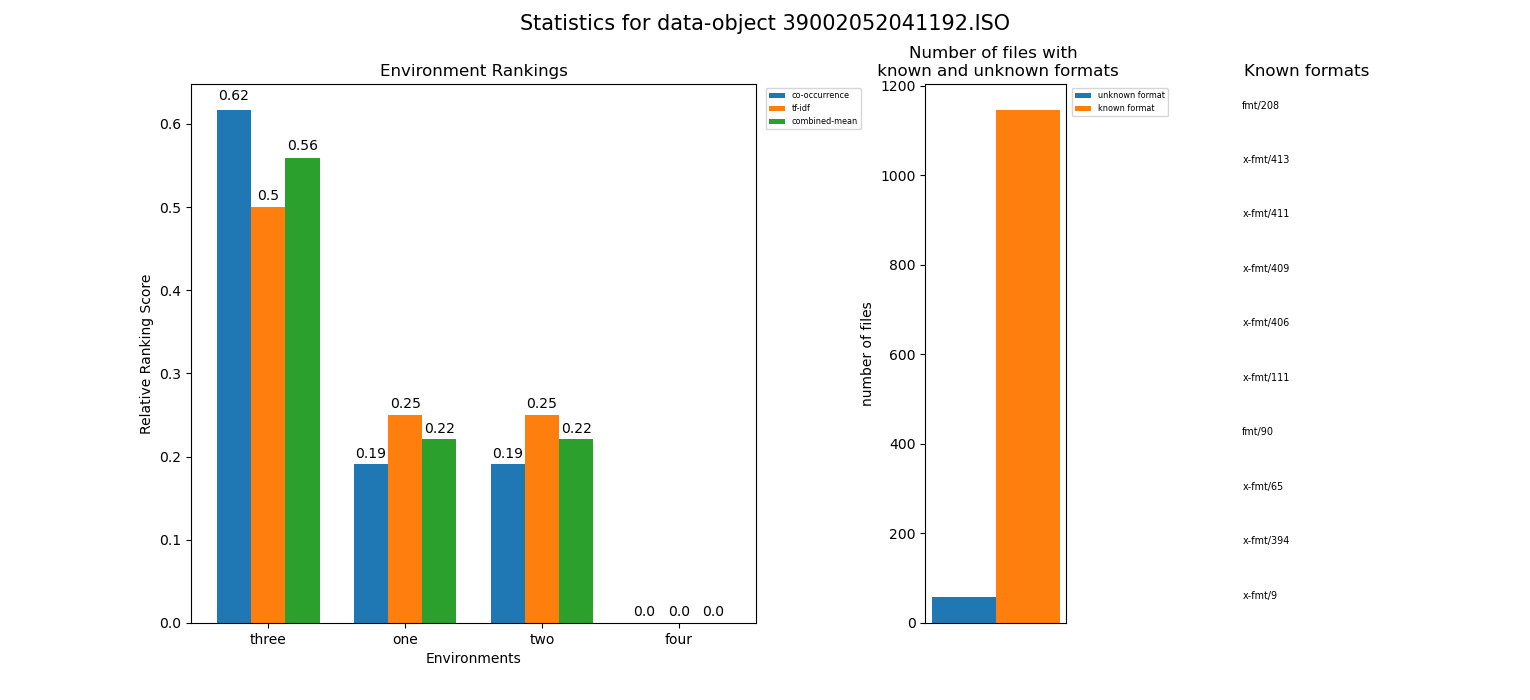 Statistics for data-object 39002052041192.ISO
Environment Rankings
0.62
0.5
0.56
0.19
0.25
0.22
0.19
0.25
0.22
0.0 0.0 0.0
0.6
0.5
0.4
0.3
0.2
0.1
0.0
Relative Ranking Score
three one two four
Environments
co-occurrence
tf-idf
combined-mean
Number of files with
known and unknown formats
1200
1000
800
600
400
200
0
number of files
unknown format
known format
Known formats
fmt/208
x-fmt/413
x-fmt/411
x-fmt/409
x-fmt/406
x-fmt/111
fmt/90
x-fmt/65
x-fmt/394
x-fmt/9